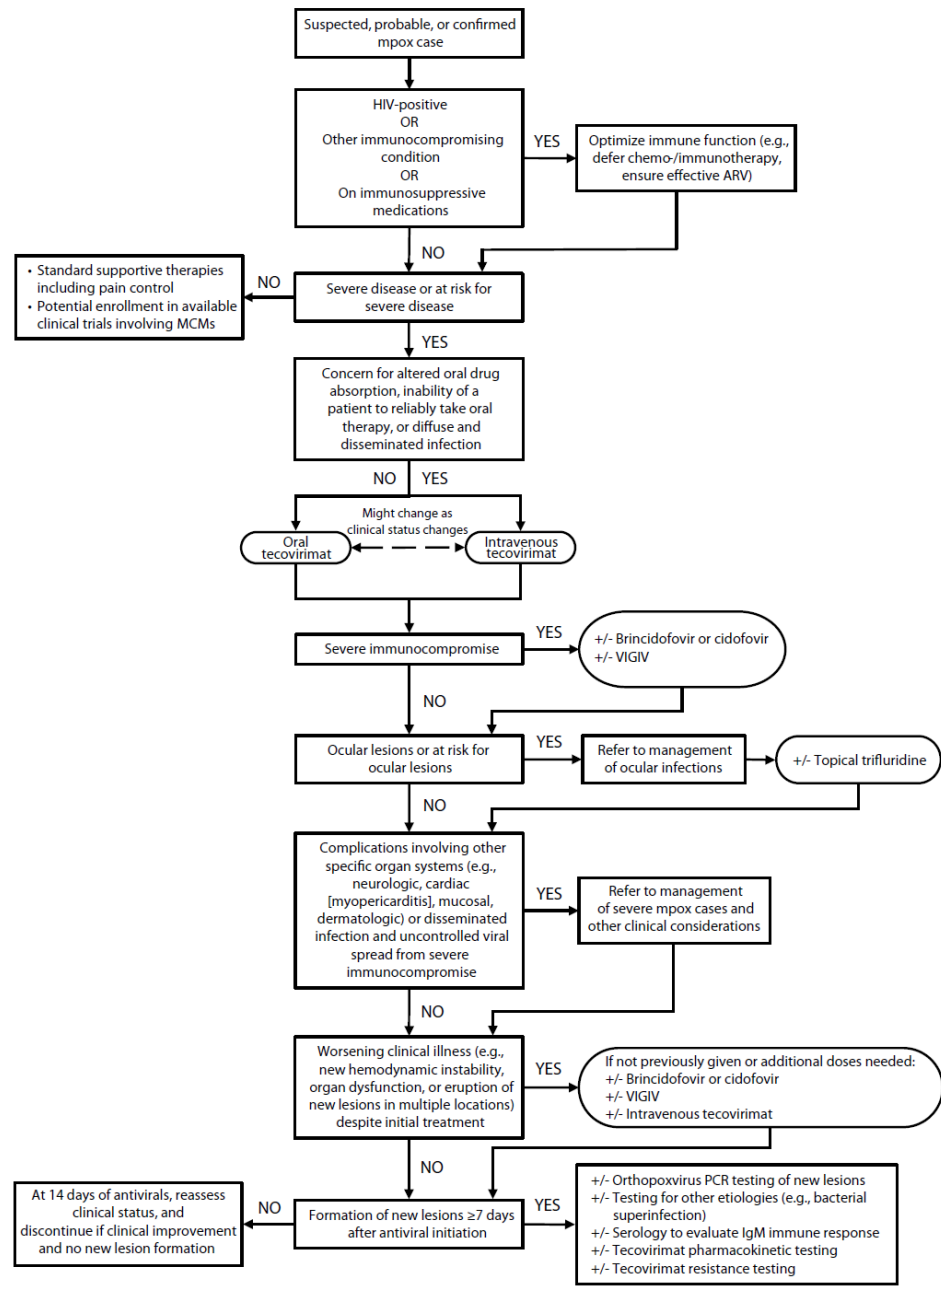 Suspected, probable, or confirmed
mpox case
HIV-positive
OR
Other immunocompromising
condition
OR
On immunosuppressive
medications
YES
Optimize immune function (e.g.,
defer chemo-/immunotherapy,
ensure effective ARV)
NO
Severe disease or at risk for
severe disease
NO
• Standard supportive therapies
including pain control
• Potential enrollment in available
clinical trials involving MCMs
YES
Concern for altered oral drug
absorption, inability of a
patient to reliably take oral
therapy, or diffuse and
disseminated infection
NO
YES
Might change as
clinical status changes
Oral
tecovirimat
Intravenous
tecovirimat
Severe immunocompromise
YES
+/- Brincidofovir or cidofovir
+/- VIGIV
NO
Ocular lesions or at risk for
ocular lesions
YES
Refer to management
of ocular infections
+/- Topical trifluridine
NO
Complications involving other
specific organ systems (e.g.,
neurologic, cardiac
[myopericarditis], mucosal,
dermatologic) or disseminated
infection and uncontrolled viral
spread from severe
immunocompromise
YES
Refer to management
of severe mpox cases and
other clinical considerations
NO
Worsening clinical illness (e.g.,
new hemodynamic instability,
organ dysfunction, or eruption of
new lesions in multiple locations)
despite initial treatment
YES
If not previously given or additional doses needed:
+/- Brincidofovir or cidofovir
+/- VIGIV
+/- Intravenous tecovirimat
NO
Formation of new lesions ≥7 days
after antiviral initiation
NO
At 14 days of antivirals, reassess
clinical status, and
discontinue if clinical improvement
and no new lesion formation
YES
+/- Orthopoxvirus PCR testing of new lesions
+/- Testing for other etiologies (e.g., bacterial
superinfection)
+/- Serology to evaluate IgM immune response
+/- Tecovirimat pharmacokinetic testing
+/- Tecovirimat resistance testing